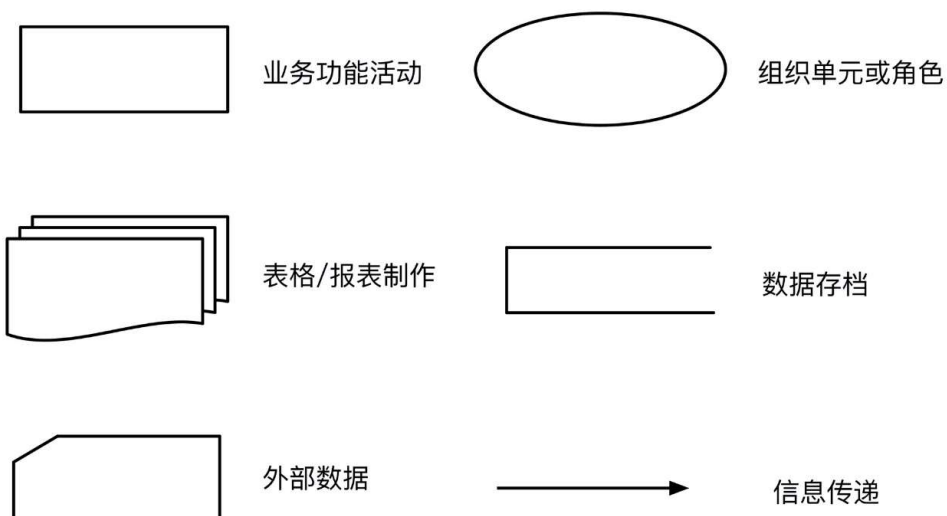 业务功能活动
组织单元或角色
表格/报表制作
数据存档
外部数据
信息传递